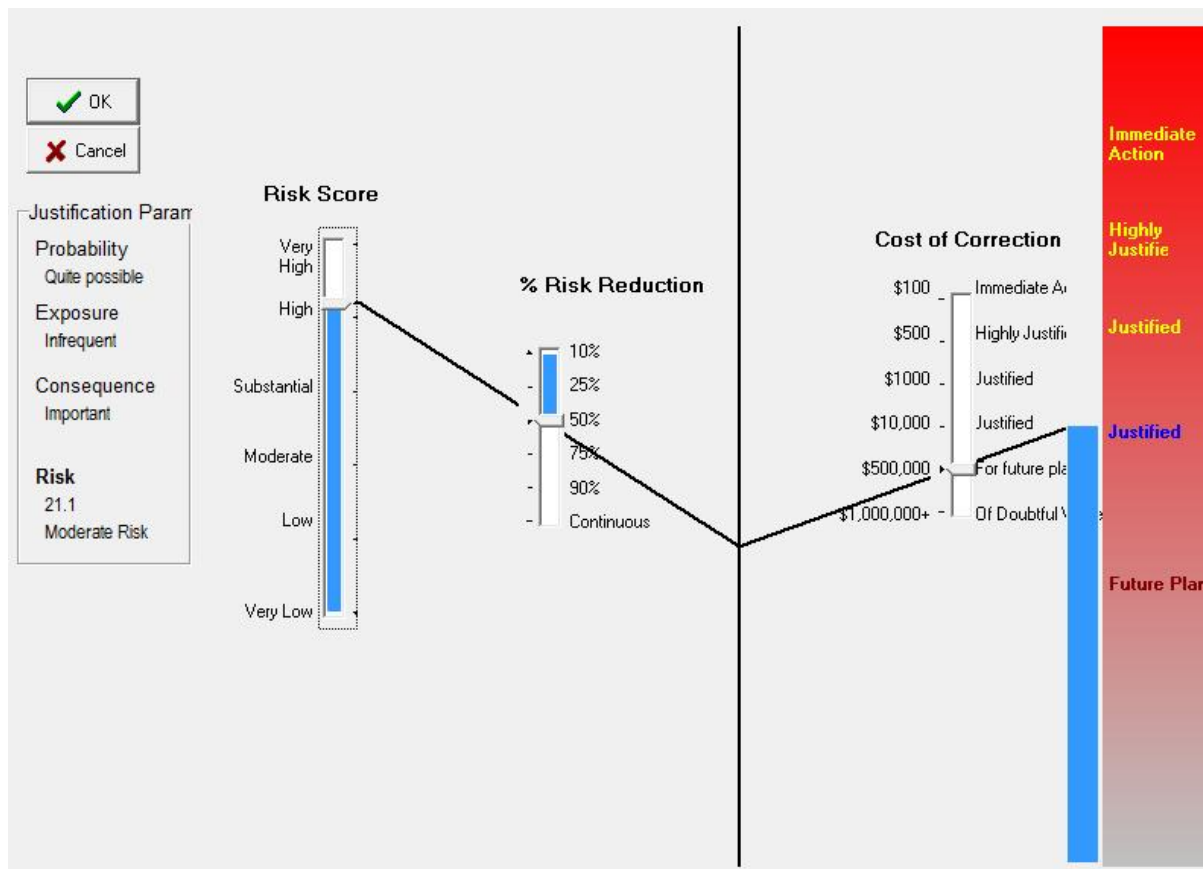 OK
Cancel
Justification Param
Probability
Quite possible
Exposure
Infrequent
Consequence
Important
Risk
21.1
Moderate Risk
Risk Score
Very
High
High
Substantial
Moderate
Low
Very Low
% Risk Reduction
10%
25%
50%
75%
90%
Continuous
Cost of Correction
$100 Immediate A
$500 Highly Justifi
$1000 Justified
$10,000 Justified
$500,000 For future pla
$1,000,000+ Of Doubtful V e
Immediate
Action
Highly
Justifie
Justified
Justified
Future Plan